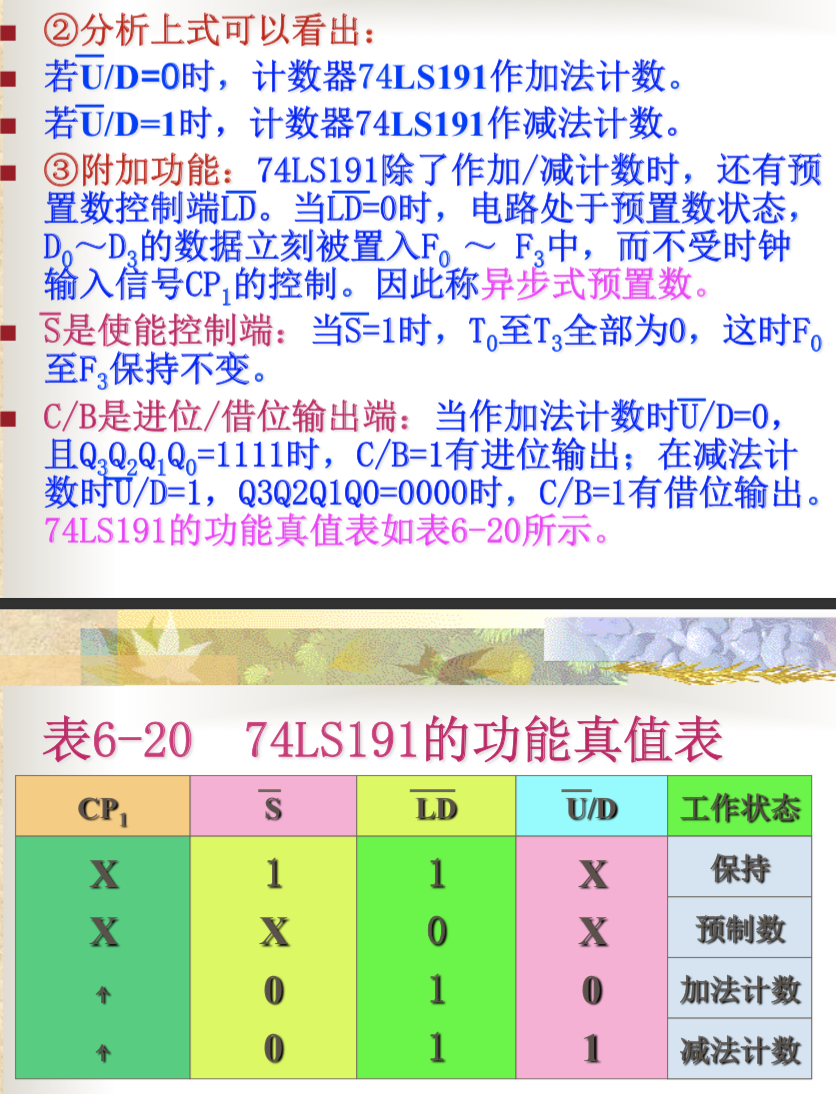 ②分析上式可以看出：
若U̅/D=0时，计数器74LS191作加法计数。
若U̅/D=1时，计数器74LS191作减法计数。
③附加功能：74LS191除了作加/减计数时，还有预
置数控制端L̅D̅。当L̅D̅=0时，电路处于预置数状态，
D₀～D₃的数据立刻被置入F₀ ～ F₃中，而不受时钟
输入信号CP₁的控制。因此称异步式预置数。
S̅是使能控制端：当S̅=1时，T₀至T₃全部为0，这时F₀
至F₃保持不变。
C/B是进位/借位输出端：当作加法计数时U̅/D=0，
且Q₃Q₂Q₁Q₀=1111时，C/B=1有进位输出；在减法计
数时U̅/D=1，Q3Q2Q1Q0=0000时，C/B=1有借位输出。
74LS191的功能真值表如表6-20所示。
表6-20 74LS191的功能真值表
CP₁ S̅ L̅D̅ U̅/D 工作状态
X 1 1 X 保持
X X 0 X 预制数
↑ 0 1 0 加法计数
↑ 0 1 1 减法计数